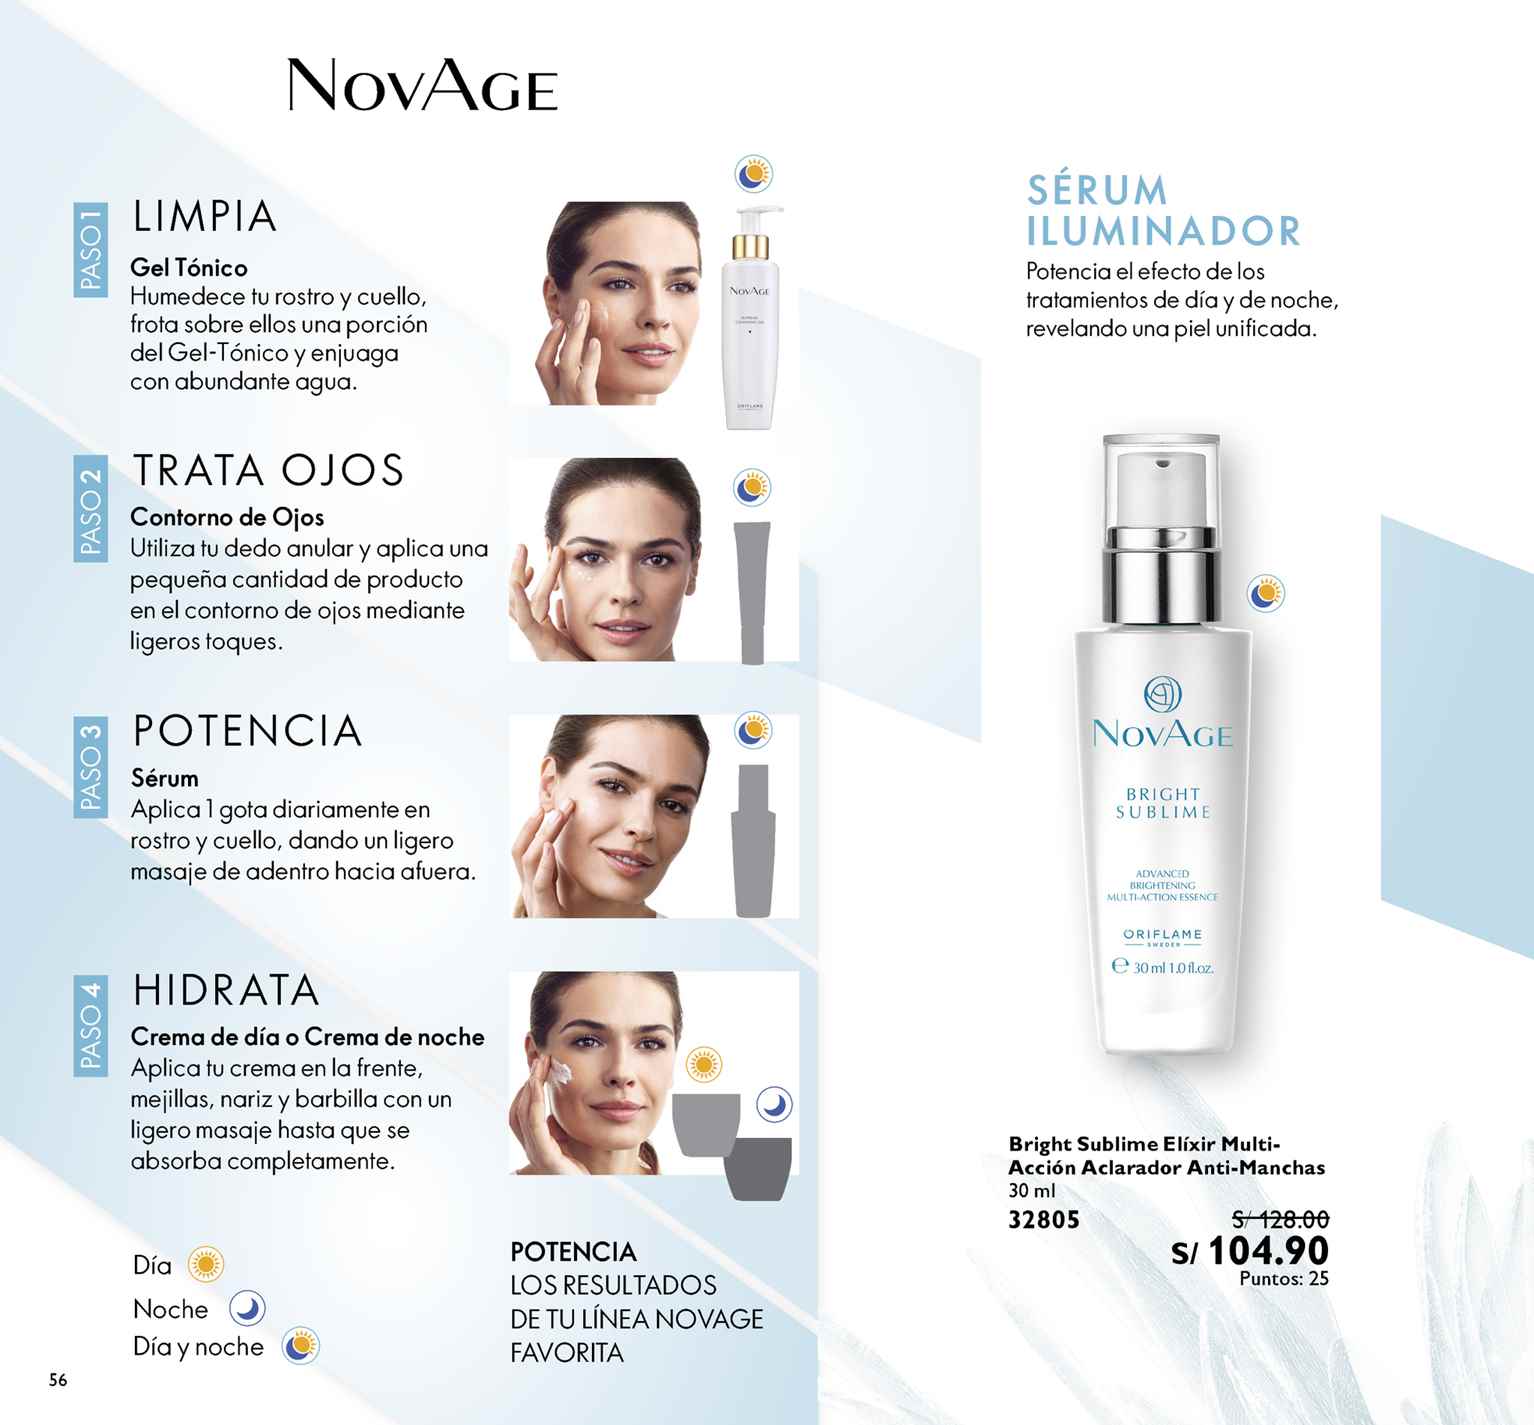 NOVAGE
PASO 1
LIMPIA
Gel Tónico
Humedece tu rostro y cuello,
frota sobre ellos una porción
del Gel-Tónico y enjuaga
con abundante agua.
NOVAGE
ORIFLAME
PASO 2
TRATA OJOS
Contorno de Ojos
Utiliza tu dedo anular y aplica una
pequeña cantidad de producto
en el contorno de ojos mediante
ligeros toques.
PASO 3
POTENCIA
Sérum
Aplica 1 gota diariamente en
rostro y cuello, dando un ligero
masaje de adentro hacia afuera.
PASO 4
HIDRATA
Crema de día o Crema de noche
Aplica tu crema en la frente,
mejillas, nariz y barbilla con un
ligero masaje hasta que se
absorba completamente.
Día
Noche
Día y noche
POTENCIA
LOS RESULTADOS
DE TU LÍNEA NOVAGE
FAVORITA
56
SÉRUM
ILUMINADOR
Potencia el efecto de los
tratamientos de día y de noche,
revelando una piel unificada.
NOVAGE
BRIGHT
SUBLIME
ADVANCED
BRIGHTENING
MULTI-ACTION ESSENCE
ORIFLAME
SWEDEN
℮ 30 ml 1.0 fl.oz.
Bright Sublime Elíxir Multi-
Acción Aclarador Anti-Manchas
30 ml
32805 S/ 128.00
S/ 104.90
Puntos: 25